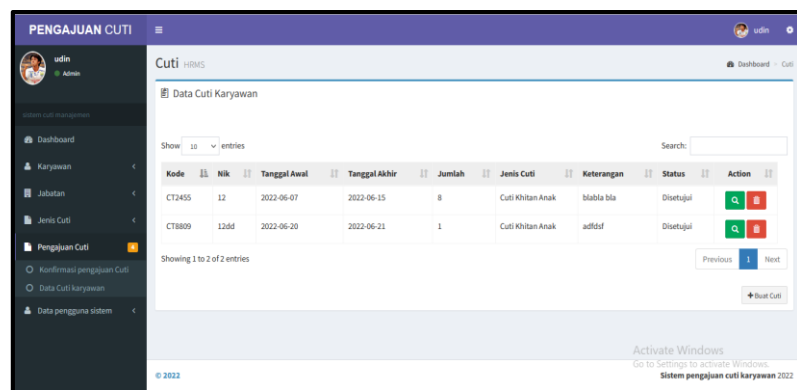 PENGAJUAN CUTI
udin
udin
Admin
Cuti HRMS
Dashboard > Cuti
Data Cuti Karyawan
sistem cuti manajemen
Dashboard
Karyawan
Jabatan
Jenis Cuti
Pengajuan Cuti 4
Konfirmasi pengajuan Cuti
Data Cuti karyawan
Data pengguna sistem
Show 10 entries
Search:
Kode Nik Tanggal Awal Tanggal Akhir Jumlah Jenis Cuti Keterangan Status Action
CT2455 12 2022-06-07 2022-06-15 8 Cuti Khitan Anak blabla bla Disetujui
CT8809 12dd 2022-06-20 2022-06-21 1 Cuti Khitan Anak adfdsf Disetujui
Showing 1 to 2 of 2 entries
Previous 1 Next
+Buat Cuti
Activate Windows
Go to Settings to activate Windows.
© 2022
Sistem pengajuan cuti karyawan 2022